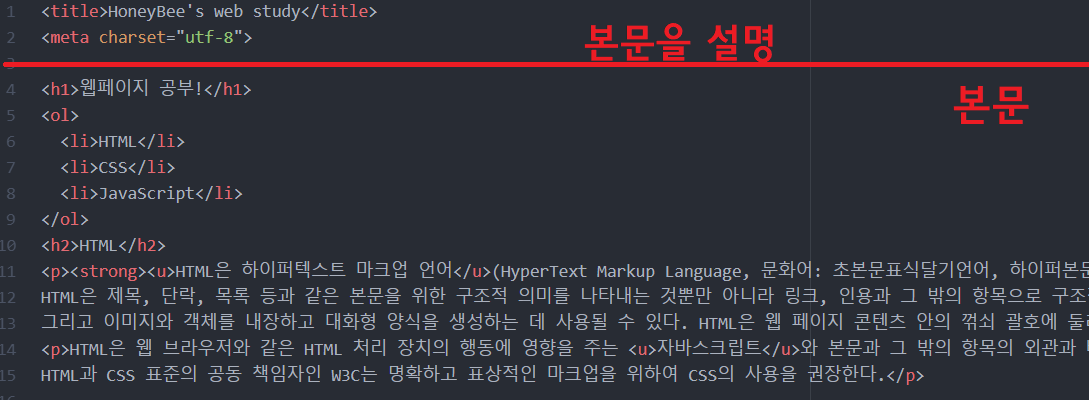 1 <title>HoneyBee's web study</title>
2 <meta charset="utf-8">
본문을 설명
3
본문
4 <h1>웹페이지 공부!</h1>
5 <ol>
6 <li>HTML</li>
7 <li>CSS</li>
8 <li>JavaScript</li>
9 </ol>
10 <h2>HTML</h2>
11 <p><strong><u>HTML은 하이퍼텍스트 마크업 언어</u>(HyperText Markup Language, 문화어: 초본문표식달기언어, 하이퍼본문
12 HTML은 제목, 단락, 목록 등과 같은 본문을 위한 구조적 의미를 나타내는 것뿐만 아니라 링크, 인용과 그 밖의 항목으로 구조
13 그리고 이미지와 객체를 내장하고 대화형 양식을 생성하는 데 사용될 수 있다. HTML은 웹 페이지 콘텐츠 안의 꺾쇠 괄호에 둘러
14 <p>HTML은 웹 브라우저와 같은 HTML 처리 장치의 행동에 영향을 주는 <u>자바스크립트</u>와 본문과 그 밖의 항목의 외관과
15 HTML과 CSS 표준의 공동 책임자인 W3C는 명확하고 표상적인 마크업을 위하여 CSS의 사용을 권장한다.</p>